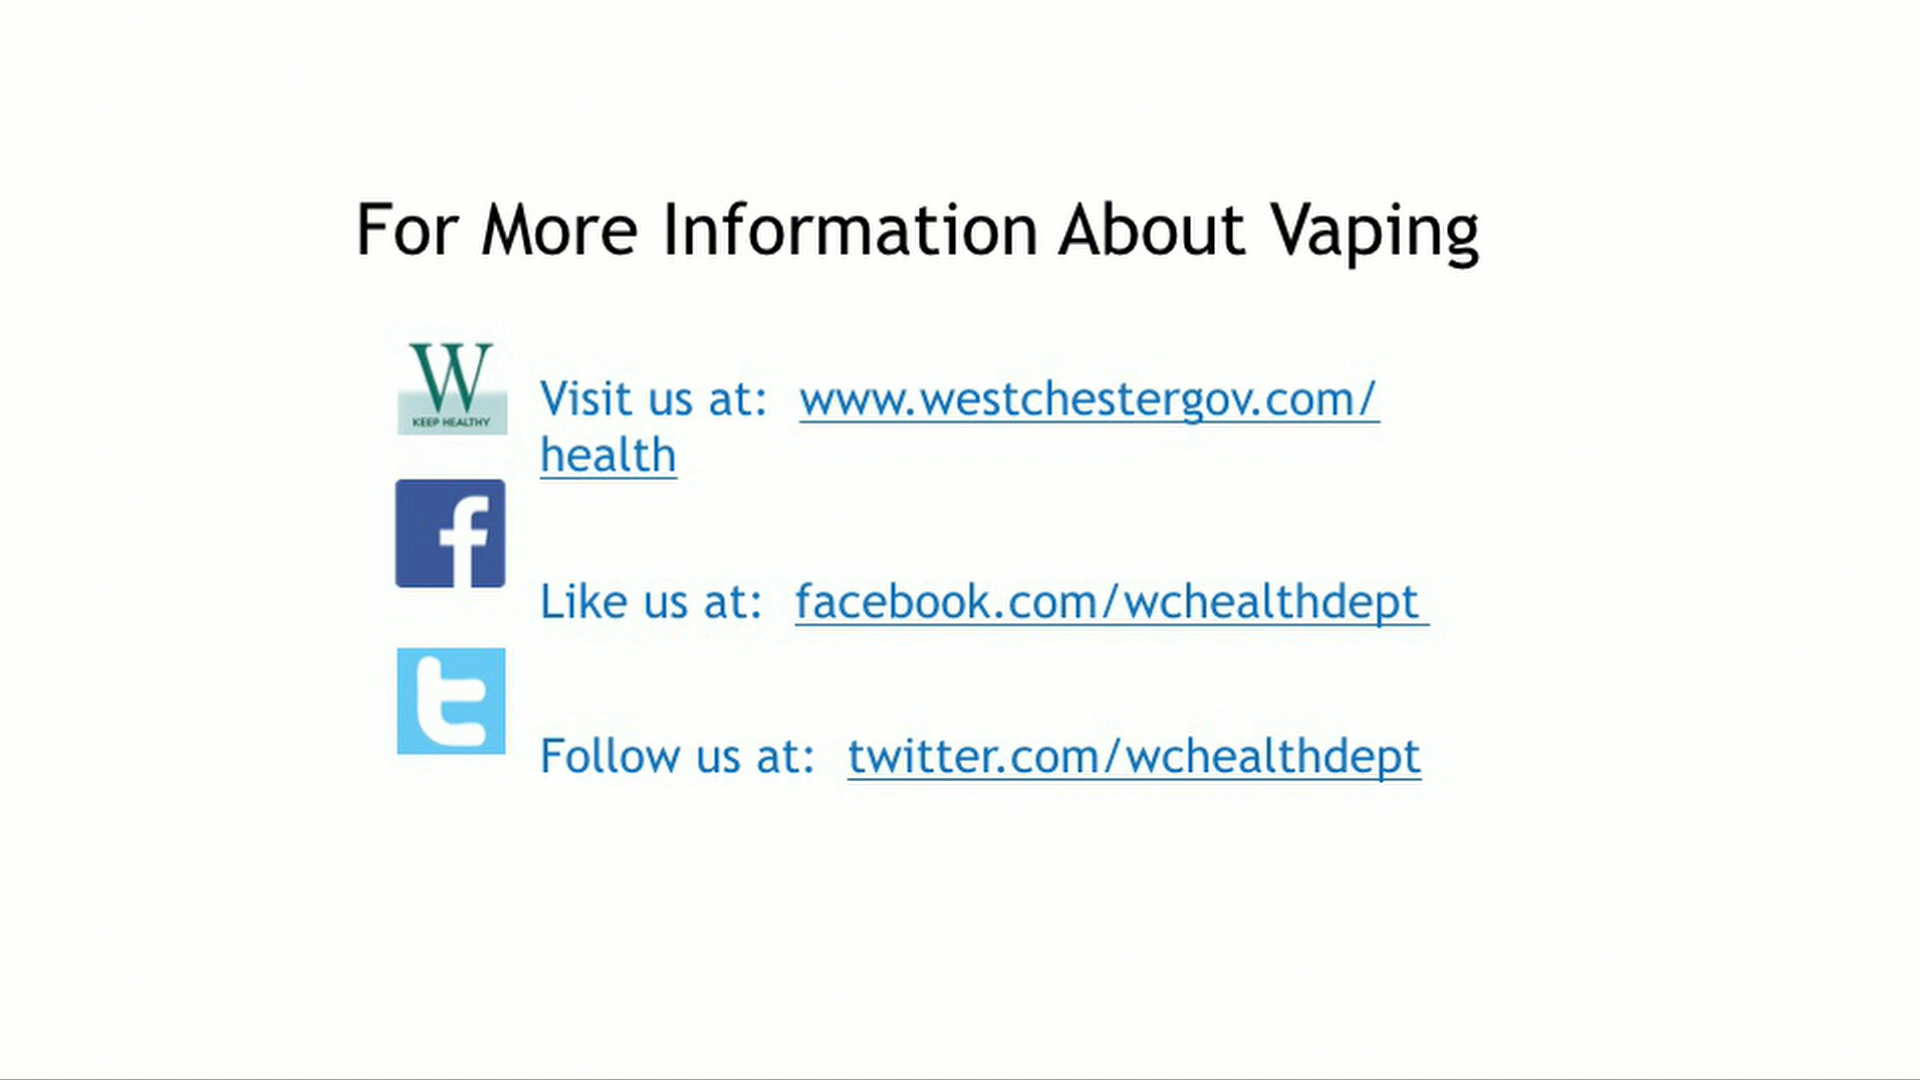 For More Information About Vaping
W
KEEP HEALTHY
Visit us at: www.westchestergov.com/
health
f
Like us at: facebook.com/wchealthdept
t
Follow us at: twitter.com/wchealthdept